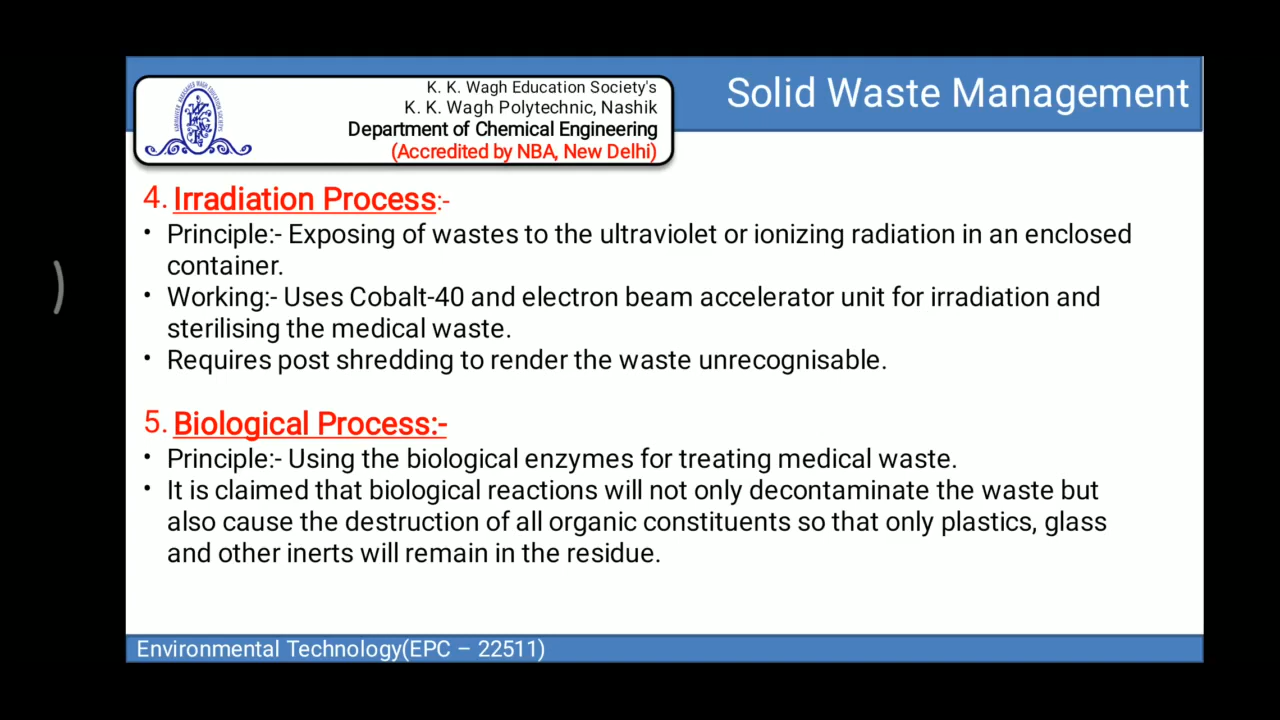 K. K. Wagh Education Society's
K. K. Wagh Polytechnic, Nashik
Department of Chemical Engineering
(Accredited by NBA, New Delhi)
Solid Waste Management
4. Irradiation Process:-
• Principle:- Exposing of wastes to the ultraviolet or ionizing radiation in an enclosed
container.
• Working:- Uses Cobalt-40 and electron beam accelerator unit for irradiation and
sterilising the medical waste.
• Requires post shredding to render the waste unrecognisable.
5. Biological Process:-
• Principle:- Using the biological enzymes for treating medical waste.
• It is claimed that biological reactions will not only decontaminate the waste but
also cause the destruction of all organic constituents so that only plastics, glass
and other inerts will remain in the residue.
Environmental Technology(EPC – 22511)